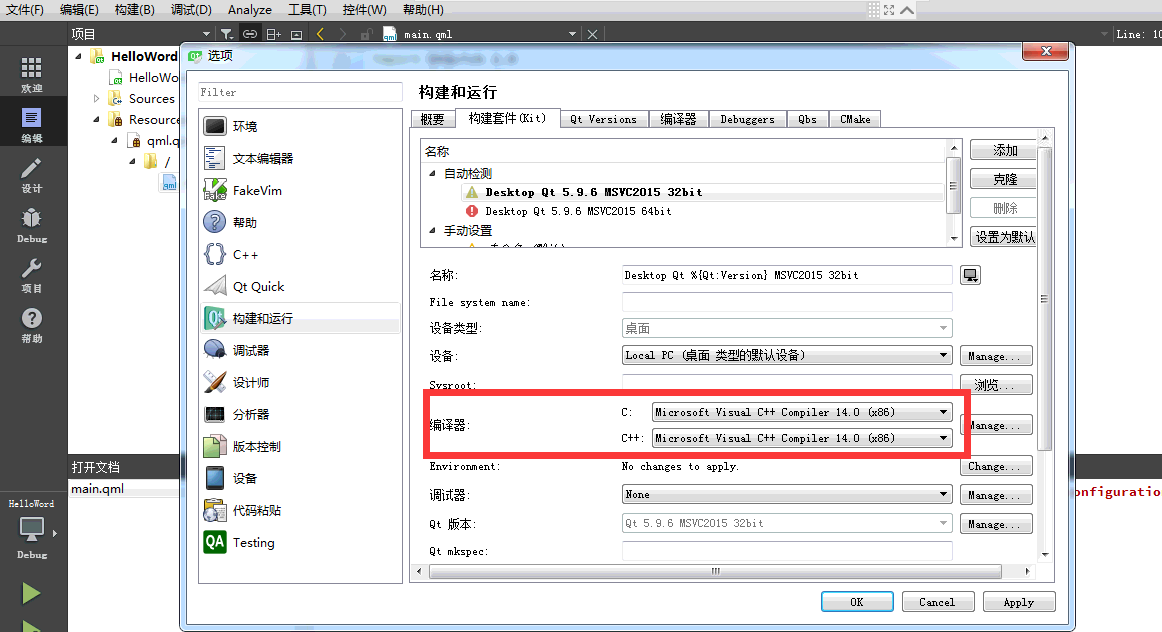 文件(F) 编辑(E) 构建(B) 调试(D) Analyze 工具(T) 控件(W) 帮助(H)
项目
main.qml
Line: 10
欢迎
编辑
设计
Debug
项目
帮助
HelloWord
HelloWo
Sources
Resource
qml.q
/
打开文档
main.qml
HelloWord
Debug
选项
Filter
环境
文本编辑器
FakeVim
帮助
C++
Qt Quick
构建和运行
调试器
设计师
分析器
版本控制
设备
代码粘贴
Testing
构建和运行
概要 构建套件(Kit) Qt Versions 编译器 Debuggers Qbs CMake
名称
自动检测
Desktop Qt 5.9.6 MSVC2015 32bit
Desktop Qt 5.9.6 MSVC2015 64bit
手动设置
添加
克隆
删除
设置为默认
名称: Desktop Qt %{Qt:Version} MSVC2015 32bit
File system name:
设备类型: 桌面
设备: Local PC (桌面 类型的默认设备) Manage...
Sysroot: 浏览...
编译器: C: Microsoft Visual C++ Compiler 14.0 (x86)
C++: Microsoft Visual C++ Compiler 14.0 (x86)
Manage...
Environment: No changes to apply. Change...
调试器: None Manage...
Qt 版本: Qt 5.9.6 MSVC2015 32bit Manage...
Qt mkspec:
OK Cancel Apply
onfiguratio